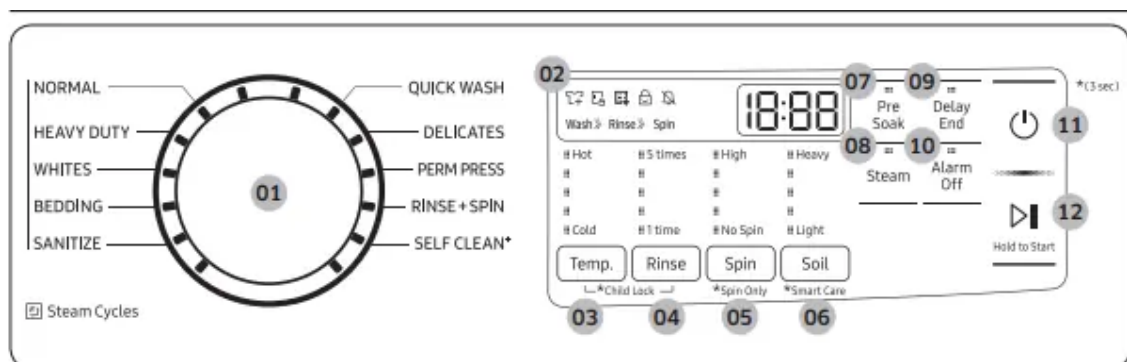 NORMAL
HEAVY DUTY
WHITES
BEDDING
SANITIZE
01
QUICK WASH
DELICATES
PERM PRESS
RINSE + SPIN
SELF CLEAN+
Steam Cycles
02
Wash Rinse Spin
18:88
Hot 5 times High Heavy
Cold 1 time No Spin Light
Temp. Rinse Spin Soil
*Child Lock *Spin Only *Smart Care
03 04 05 06
07 09
Pre Soak
Delay End
08 10
Steam
Alarm Off
*(3 sec)
11
12
Hold to Start